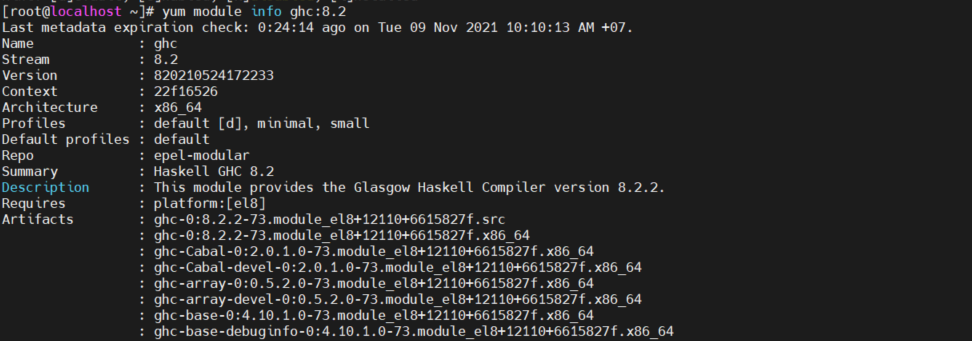 [root@localhost ~]# yum module info ghc:8.2
Last metadata expiration check: 0:24:14 ago on Tue 09 Nov 2021 10:10:13 AM +07.
Name             : ghc
Stream           : 8.2
Version          : 820210524172233
Context          : 22f16526
Architecture     : x86_64
Profiles         : default [d], minimal, small
Default profiles : default
Repo             : epel-modular
Summary          : Haskell GHC 8.2
Description      : This module provides the Glasgow Haskell Compiler version 8.2.2.
Requires         : platform:[el8]
Artifacts        : ghc-0:8.2.2-73.module_el8+12110+6615827f.src
                 : ghc-0:8.2.2-73.module_el8+12110+6615827f.x86_64
                 : ghc-Cabal-0:2.0.1.0-73.module_el8+12110+6615827f.x86_64
                 : ghc-Cabal-devel-0:2.0.1.0-73.module_el8+12110+6615827f.x86_64
                 : ghc-array-0:0.5.2.0-73.module_el8+12110+6615827f.x86_64
                 : ghc-array-devel-0:0.5.2.0-73.module_el8+12110+6615827f.x86_64
                 : ghc-base-0:4.10.1.0-73.module_el8+12110+6615827f.x86_64
                 : ghc-base-debuginfo-0:4.10.1.0-73.module_el8+12110+6615827f.x86_64